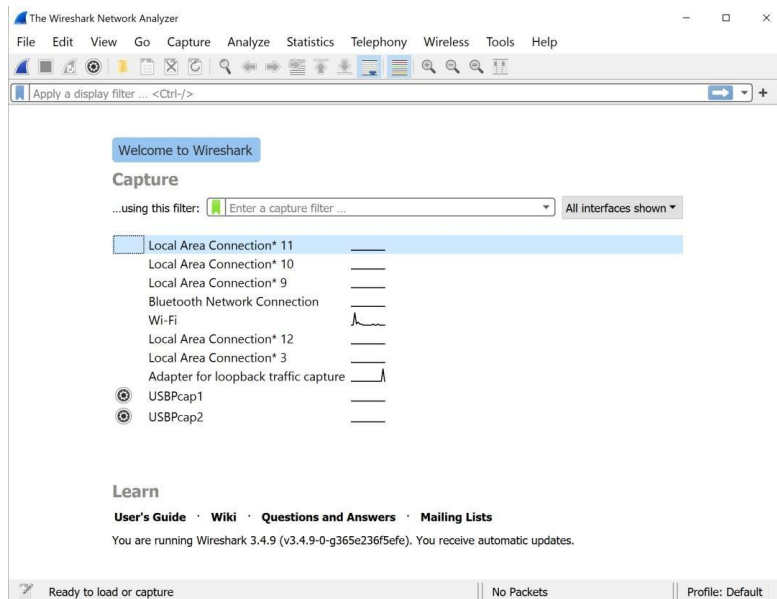 The Wireshark Network Analyzer
File Edit View Go Capture Analyze Statistics Telephony Wireless Tools Help
Apply a display filter ... <Ctrl-/>
Welcome to Wireshark
Capture
...using this filter: Enter a capture filter ... All interfaces shown
Local Area Connection* 11
Local Area Connection* 10
Local Area Connection* 9
Bluetooth Network Connection
Wi-Fi
Local Area Connection* 12
Local Area Connection* 3
Adapter for loopback traffic capture
USBPcap1
USBPcap2
Learn
User's Guide · Wiki · Questions and Answers · Mailing Lists
You are running Wireshark 3.4.9 (v3.4.9-0-g365e236f5efe). You receive automatic updates.
Ready to load or capture No Packets Profile: Default